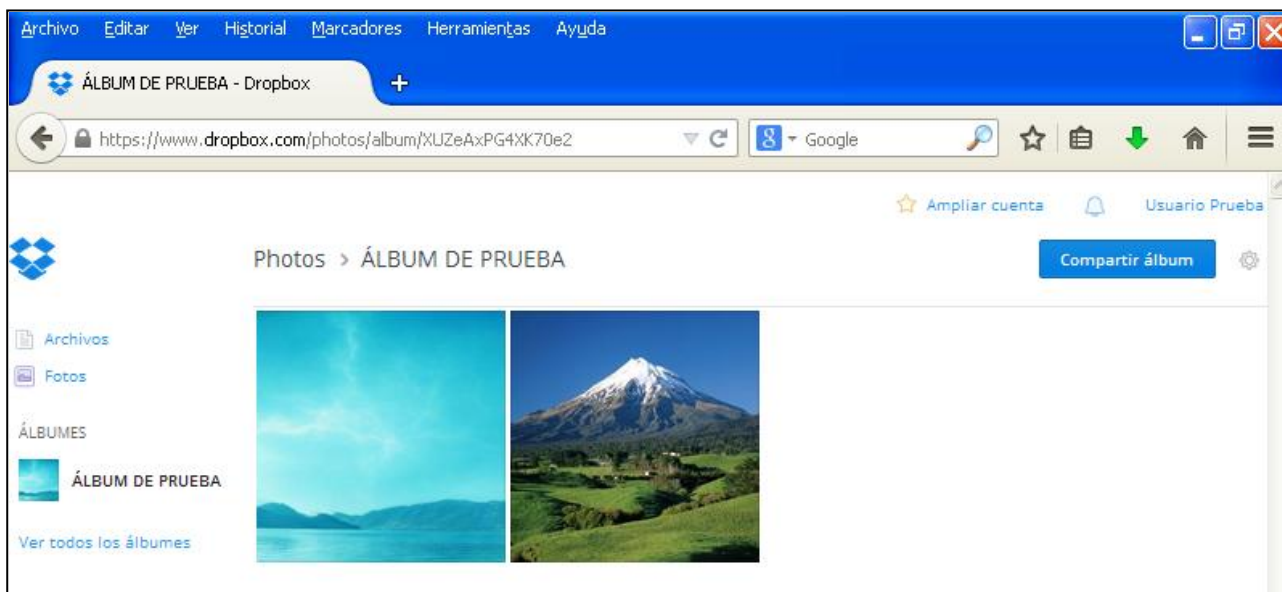 Archivo Editar Ver Historial Marcadores Herramientas Ayuda
ÁLBUM DE PRUEBA - Dropbox
https://www.dropbox.com/photos/album/XUZeAxPG4XK70e2
8 Google
Ampliar cuenta Usuario Prueba
Photos > ÁLBUM DE PRUEBA Compartir álbum
Archivos
Fotos
ÁLBUMES
ÁLBUM DE PRUEBA
Ver todos los álbumes